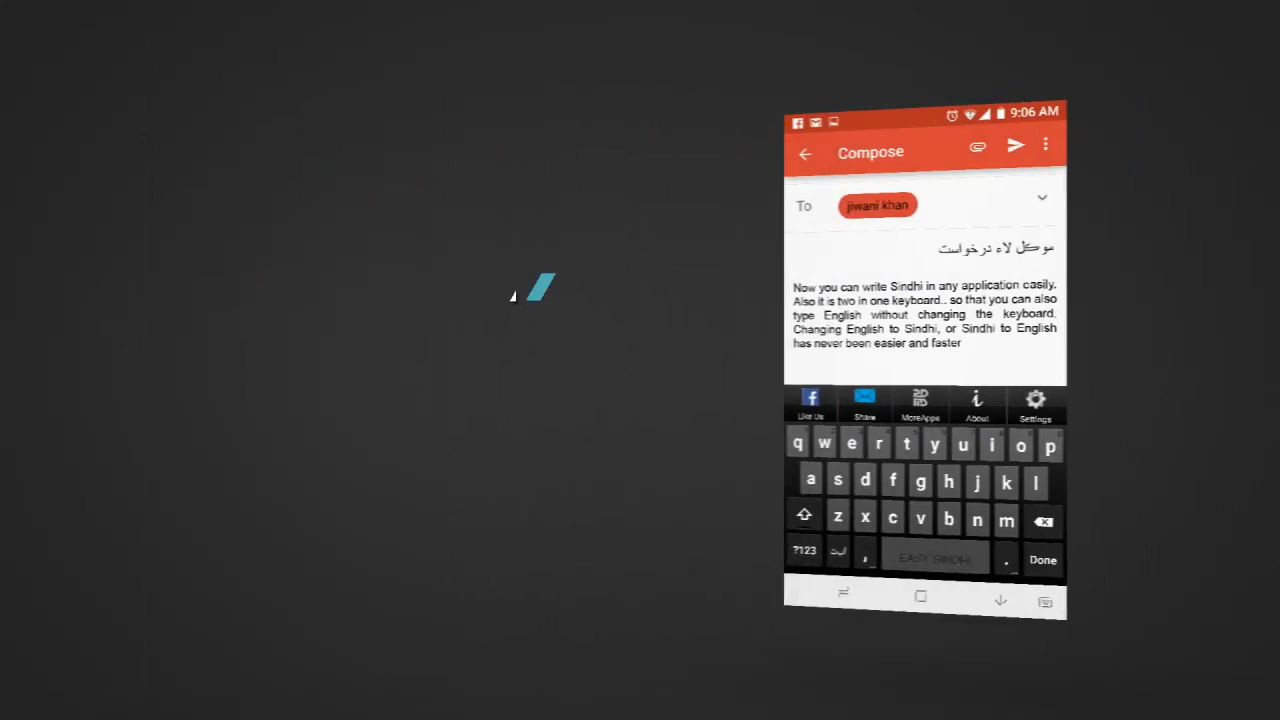 9:06 AM
Compose
To jiwani khan
موڪل لاء درخواست
Now you can write Sindhi in any application easily.
Also it is two in one keyboard.. so that you can also
type English without changing the keyboard.
Changing English to Sindhi, or Sindhi to English
has never been easier and faster
Like Us Share MoreApps About Settings
q w e r t y u i o p
a s d f g h j k l
z x c v b n m
?123 ابت , EASY SINDHI . Done